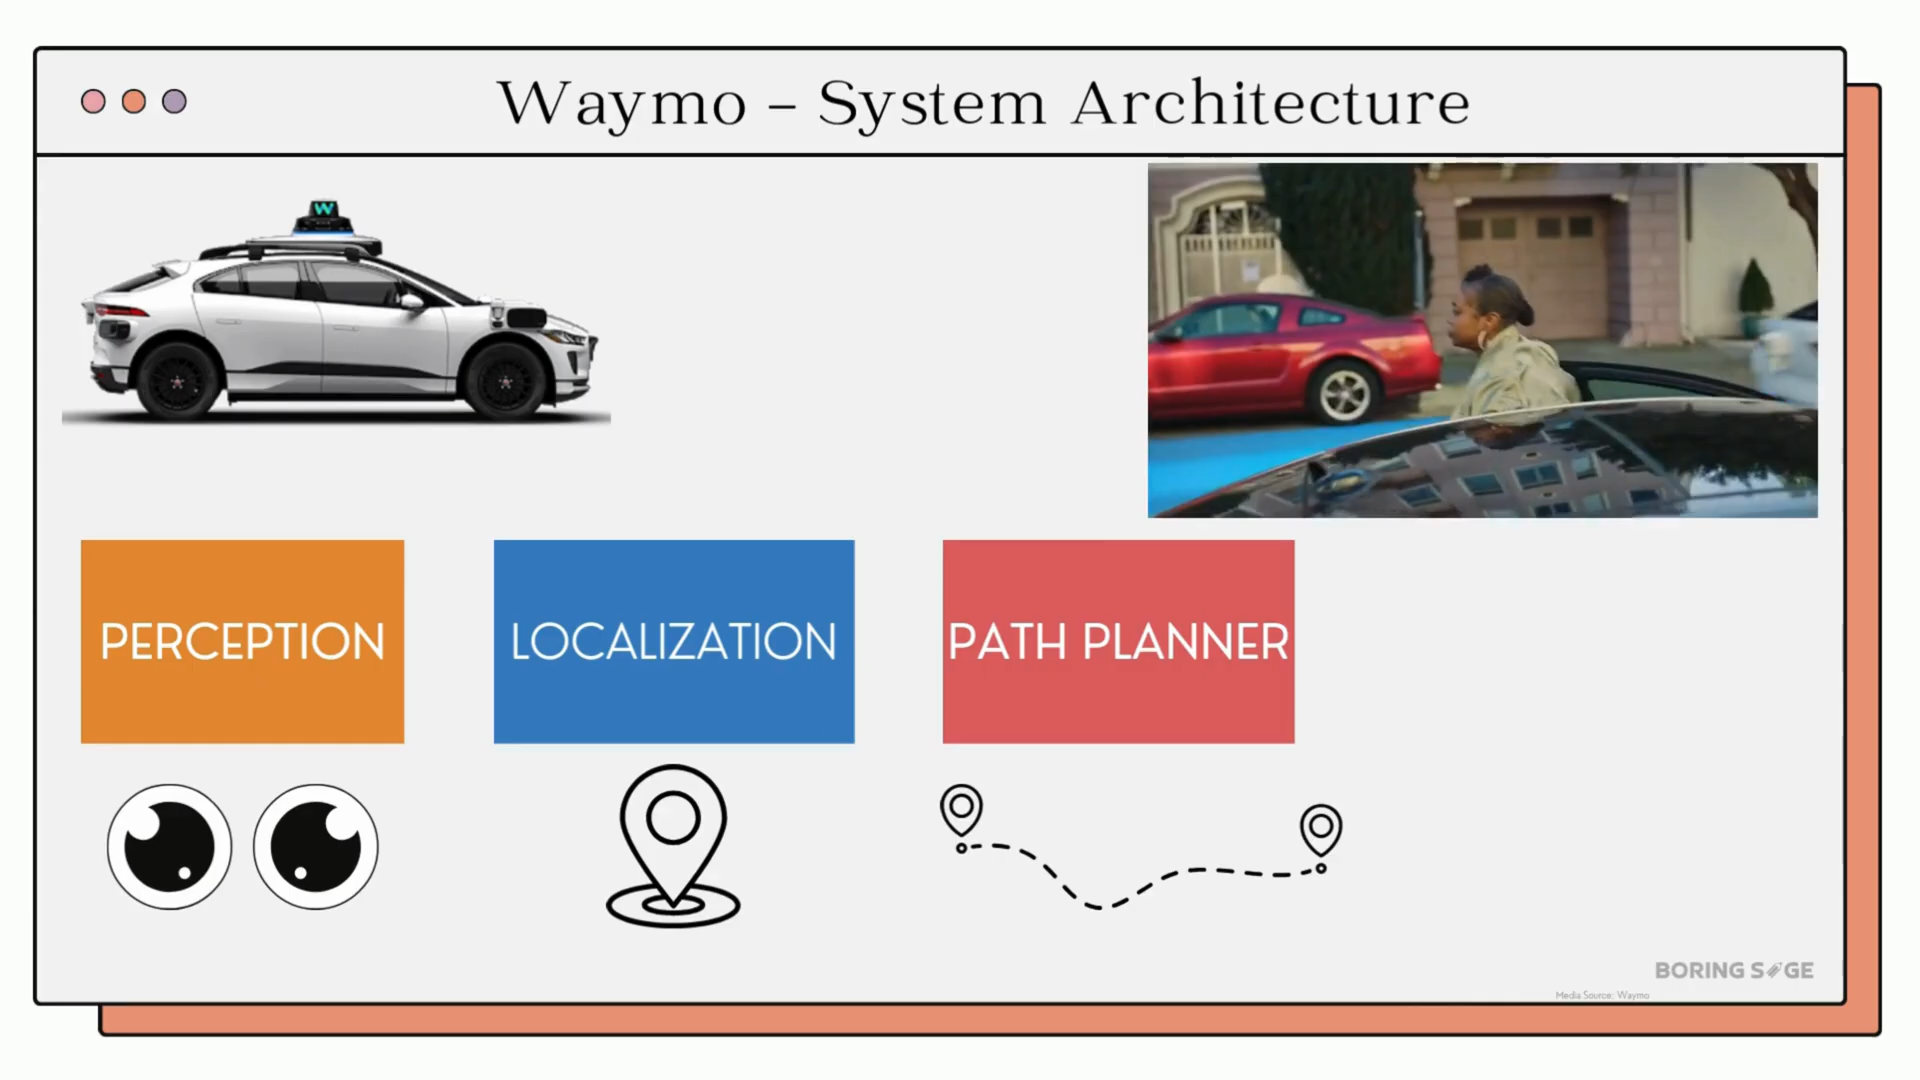 Waymo – System Architecture
W
PERCEPTION
LOCALIZATION
PATH PLANNER
BORING SAGE
Media Source: Waymo